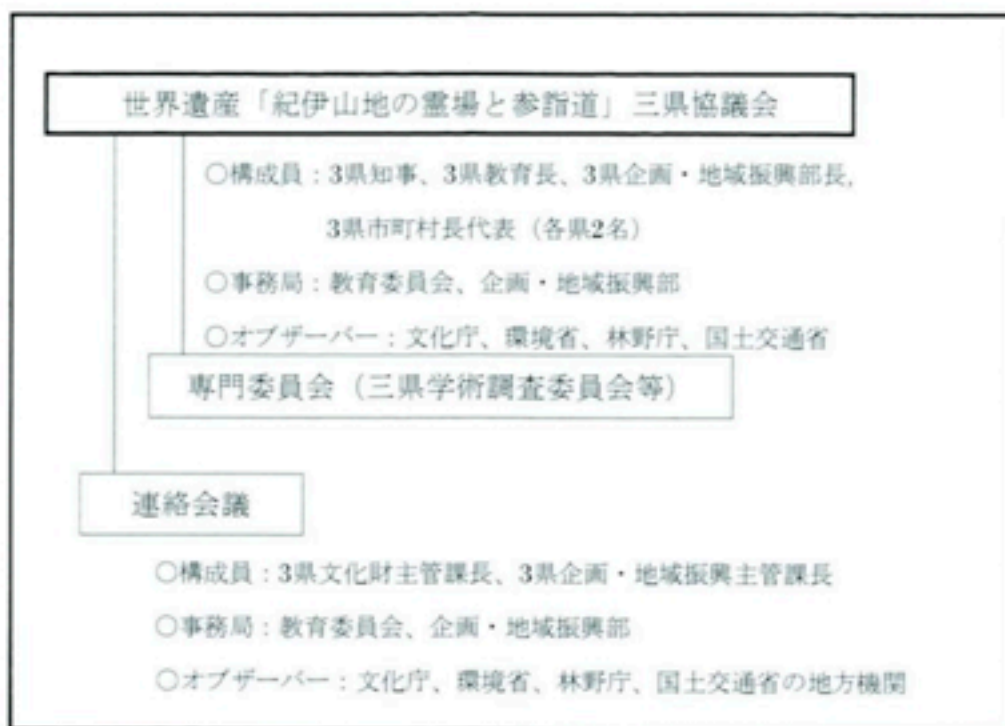 世界遺産「紀伊山地の霊場と参詣道」三県協議会
○構成員：3県知事、3県教育長、3県企画・地域振興部長,
3県市町村長代表（各県2名）
○事務局：教育委員会、企画・地域振興部
○オブザーバー：文化庁、環境省、林野庁、国土交通省
専門委員会（三県学術調査委員会等）
連絡会議
○構成員：3県文化財主管課長、3県企画・地域振興主管課長
○事務局：教育委員会、企画・地域振興部
○オブザーバー：文化庁、環境省、林野庁、国土交通省の地方機関